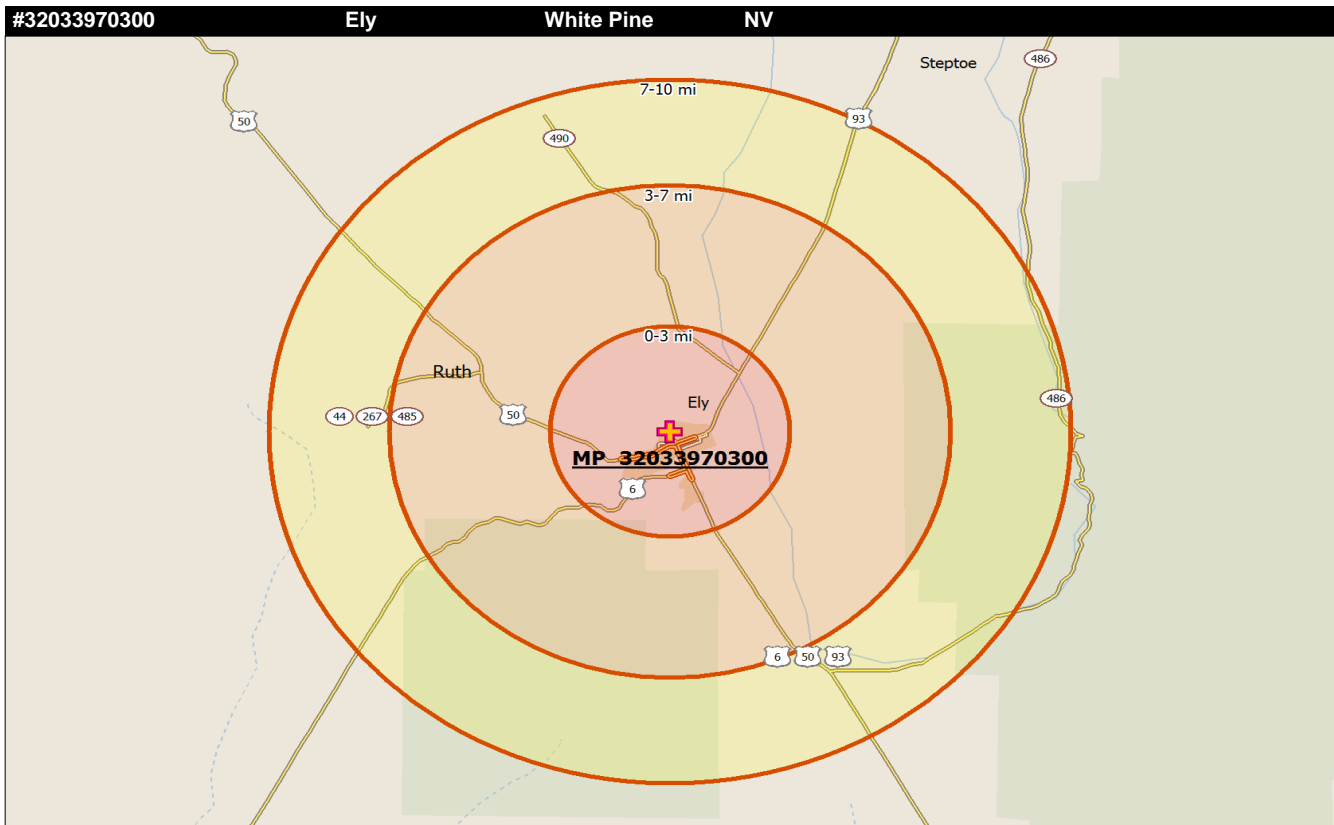 #32033970300 Ely White Pine NV
Steptoe
486
7-10 mi
50
93
490
3-7 mi
0-3 mi
Ruth
486
Ely
44 267 485
50
MP 32033970300
6
6 50 93